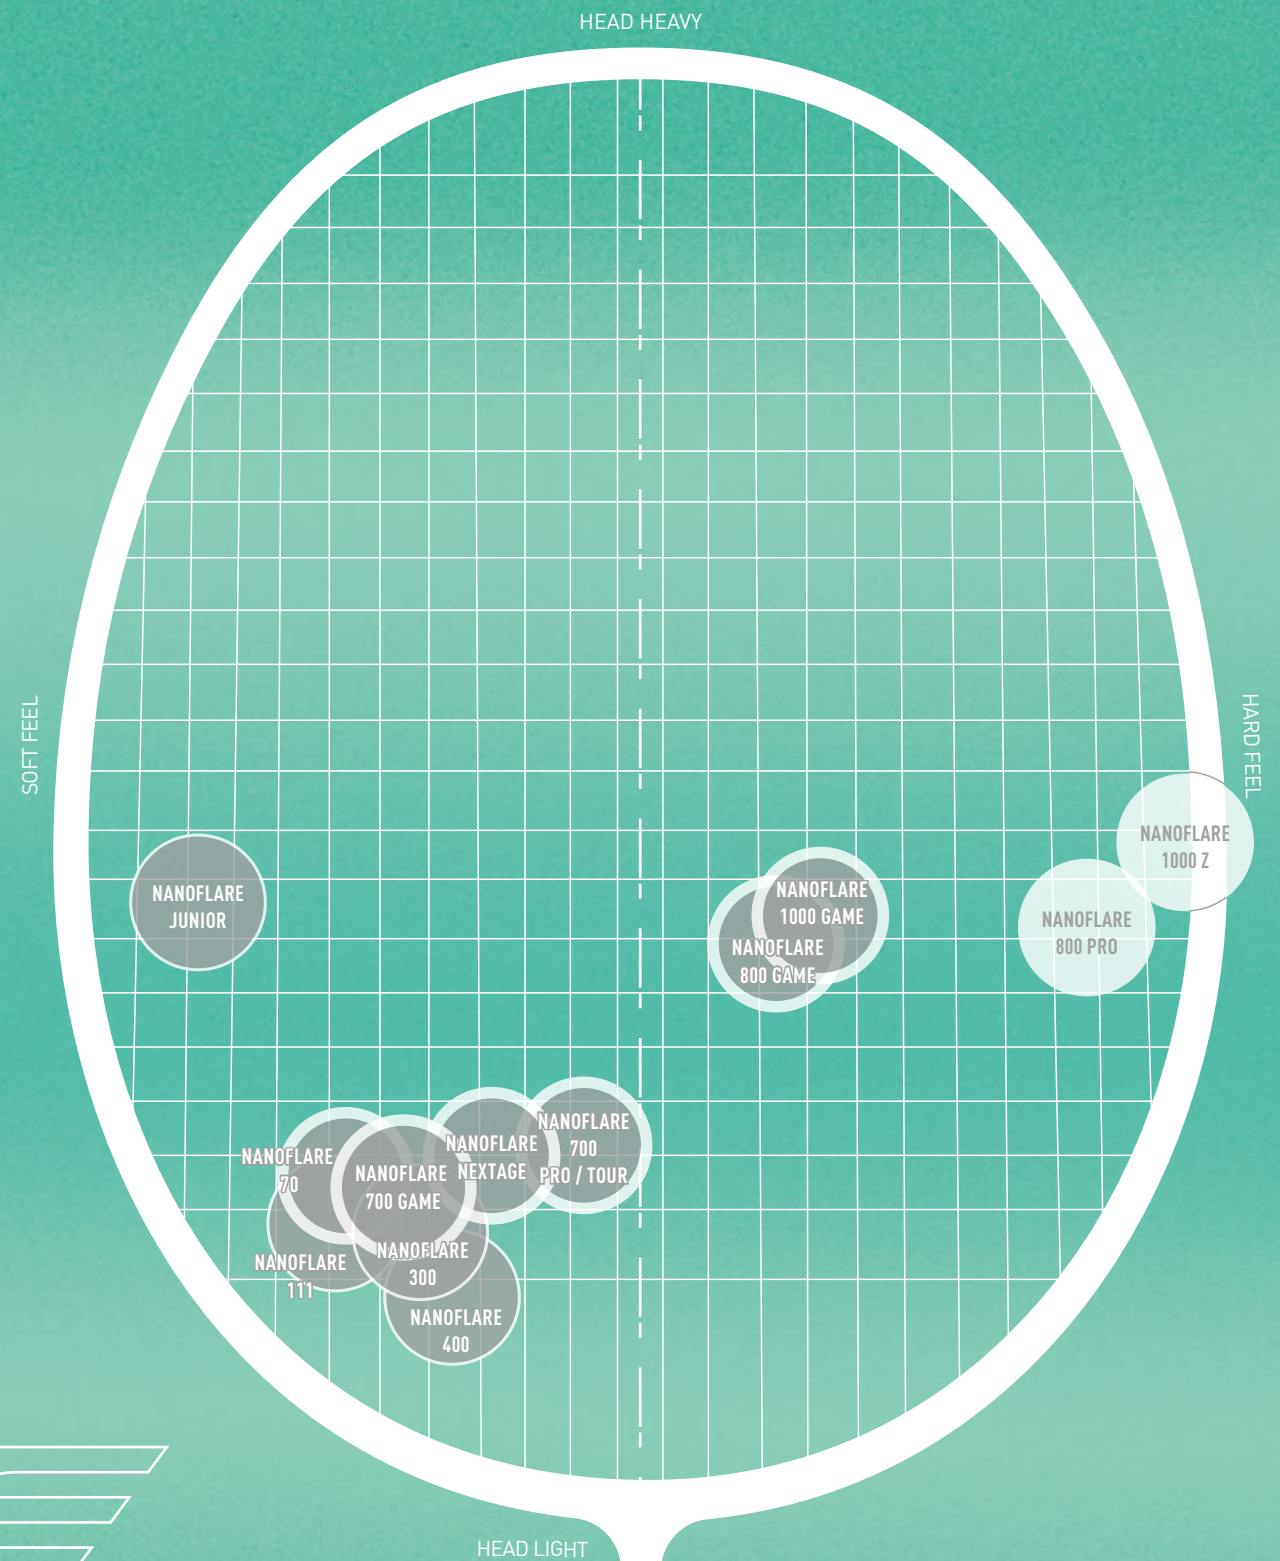 HEAD HEAVY
SOFT FEEL
HARD FEEL
NANOFLARE
1000 Z
NANOFLARE
JUNIOR
NANOFLARE
1000 GAME
NANOFLARE
800 GAME
NANOFLARE
800 PRO
NANOFLARE
700
PRO / TOUR
NANOFLARE
NEXTAGE
NANOFLARE
70
NANOFLARE
700 GAME
NANOFLARE
300
NANOFLARE
111
NANOFLARE
400
HEAD LIGHT